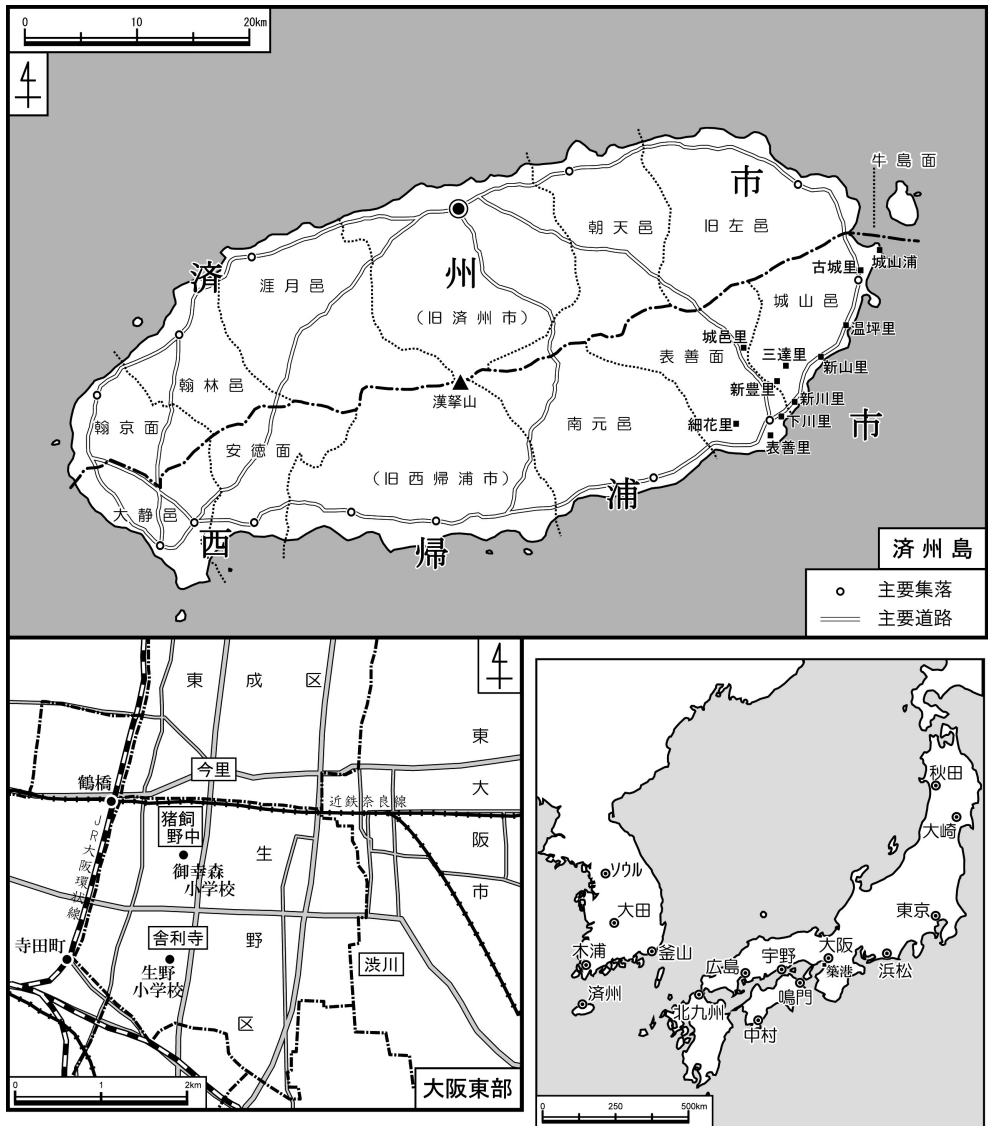 0 10 20km
牛島面
市
朝天邑
旧左邑
城山浦
古城里
済
州
涯月邑
城山邑
(旧済州市)
温坪里
城邑里
表善面
三達里
新山里
翰林邑
新豊里
漢拏山
新川里
下川里
細花里
市
翰京面
南元邑
安徳面
表善里
(旧西帰浦市)
浦
大静邑
西
帰
済州島
主要集落
主要道路
東成区
東大阪市
今里
鶴橋
近鉄奈良線
猪飼
野中
JR大阪環状線
生野区
御幸森
小学校
舎利寺
寺田町
生野
小学校
渋川
0 1 2km
大阪東部
秋田
大崎
ソウル
大田
東京
木浦
釜山
大阪
宇野
築港
広島
浜松
済州
鳴門
北九州
中村
0 250 500km